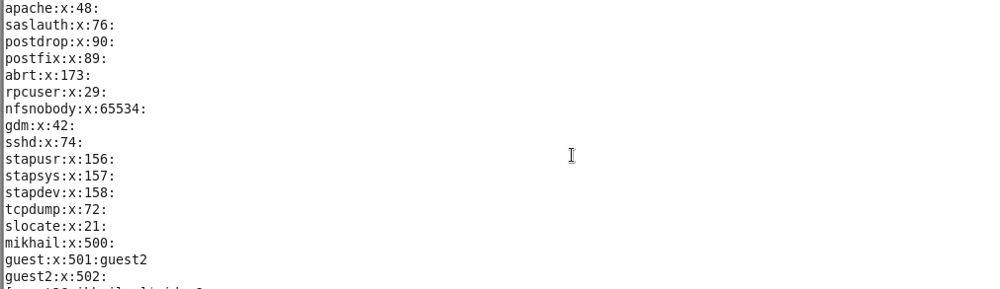 apache:x:48:
saslauth:x:76:
postdrop:x:90:
postfix:x:89:
abrt:x:173:
rpcuser:x:29:
nfsnobody:x:65534:
gdm:x:42:
sshd:x:74:
stapusr:x:156:
stapsys:x:157:
stapdev:x:158:
tcpdump:x:72:
slocate:x:21:
mikhail:x:500:
guest:x:501:guest2
guest2:x:502: